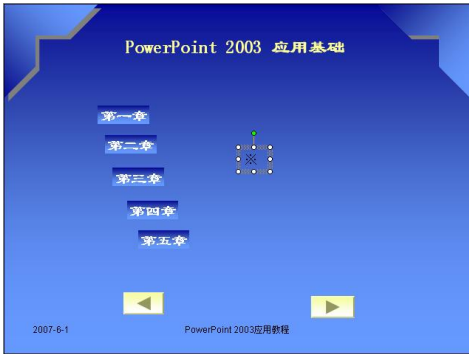 PowerPoint 2003 应用基础
第一章
第二章
※
第三章
第四章
第五章
2007-6-1
PowerPoint 2003应用教程